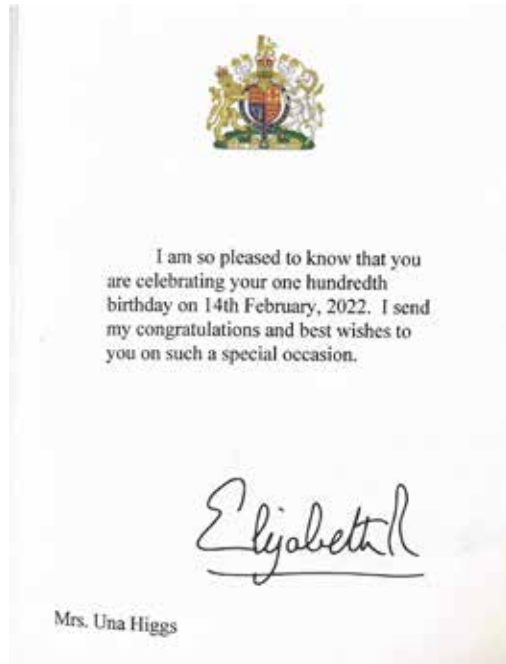 I am so pleased to know that you
are celebrating your one hundredth
birthday on 14th February, 2022.  I send
my congratulations and best wishes to
you on such a special occasion.
Elizabeth R
Mrs. Una Higgs